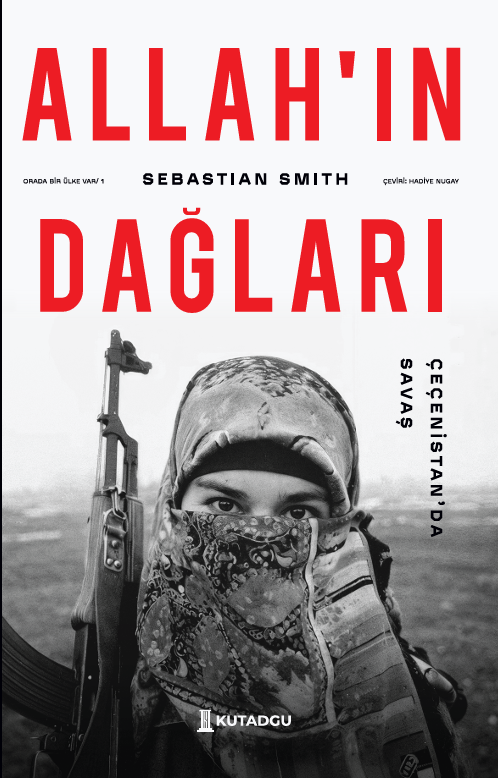 ALLAH'IN
ORADA BİR ÜLKE VAR/ 1
SEBASTIAN SMITH
ÇEVİRİ: HADİYE NUGAY
DAĞLARI
ÇEÇENİSTAN'DA
SAVAŞ
KUTADGU